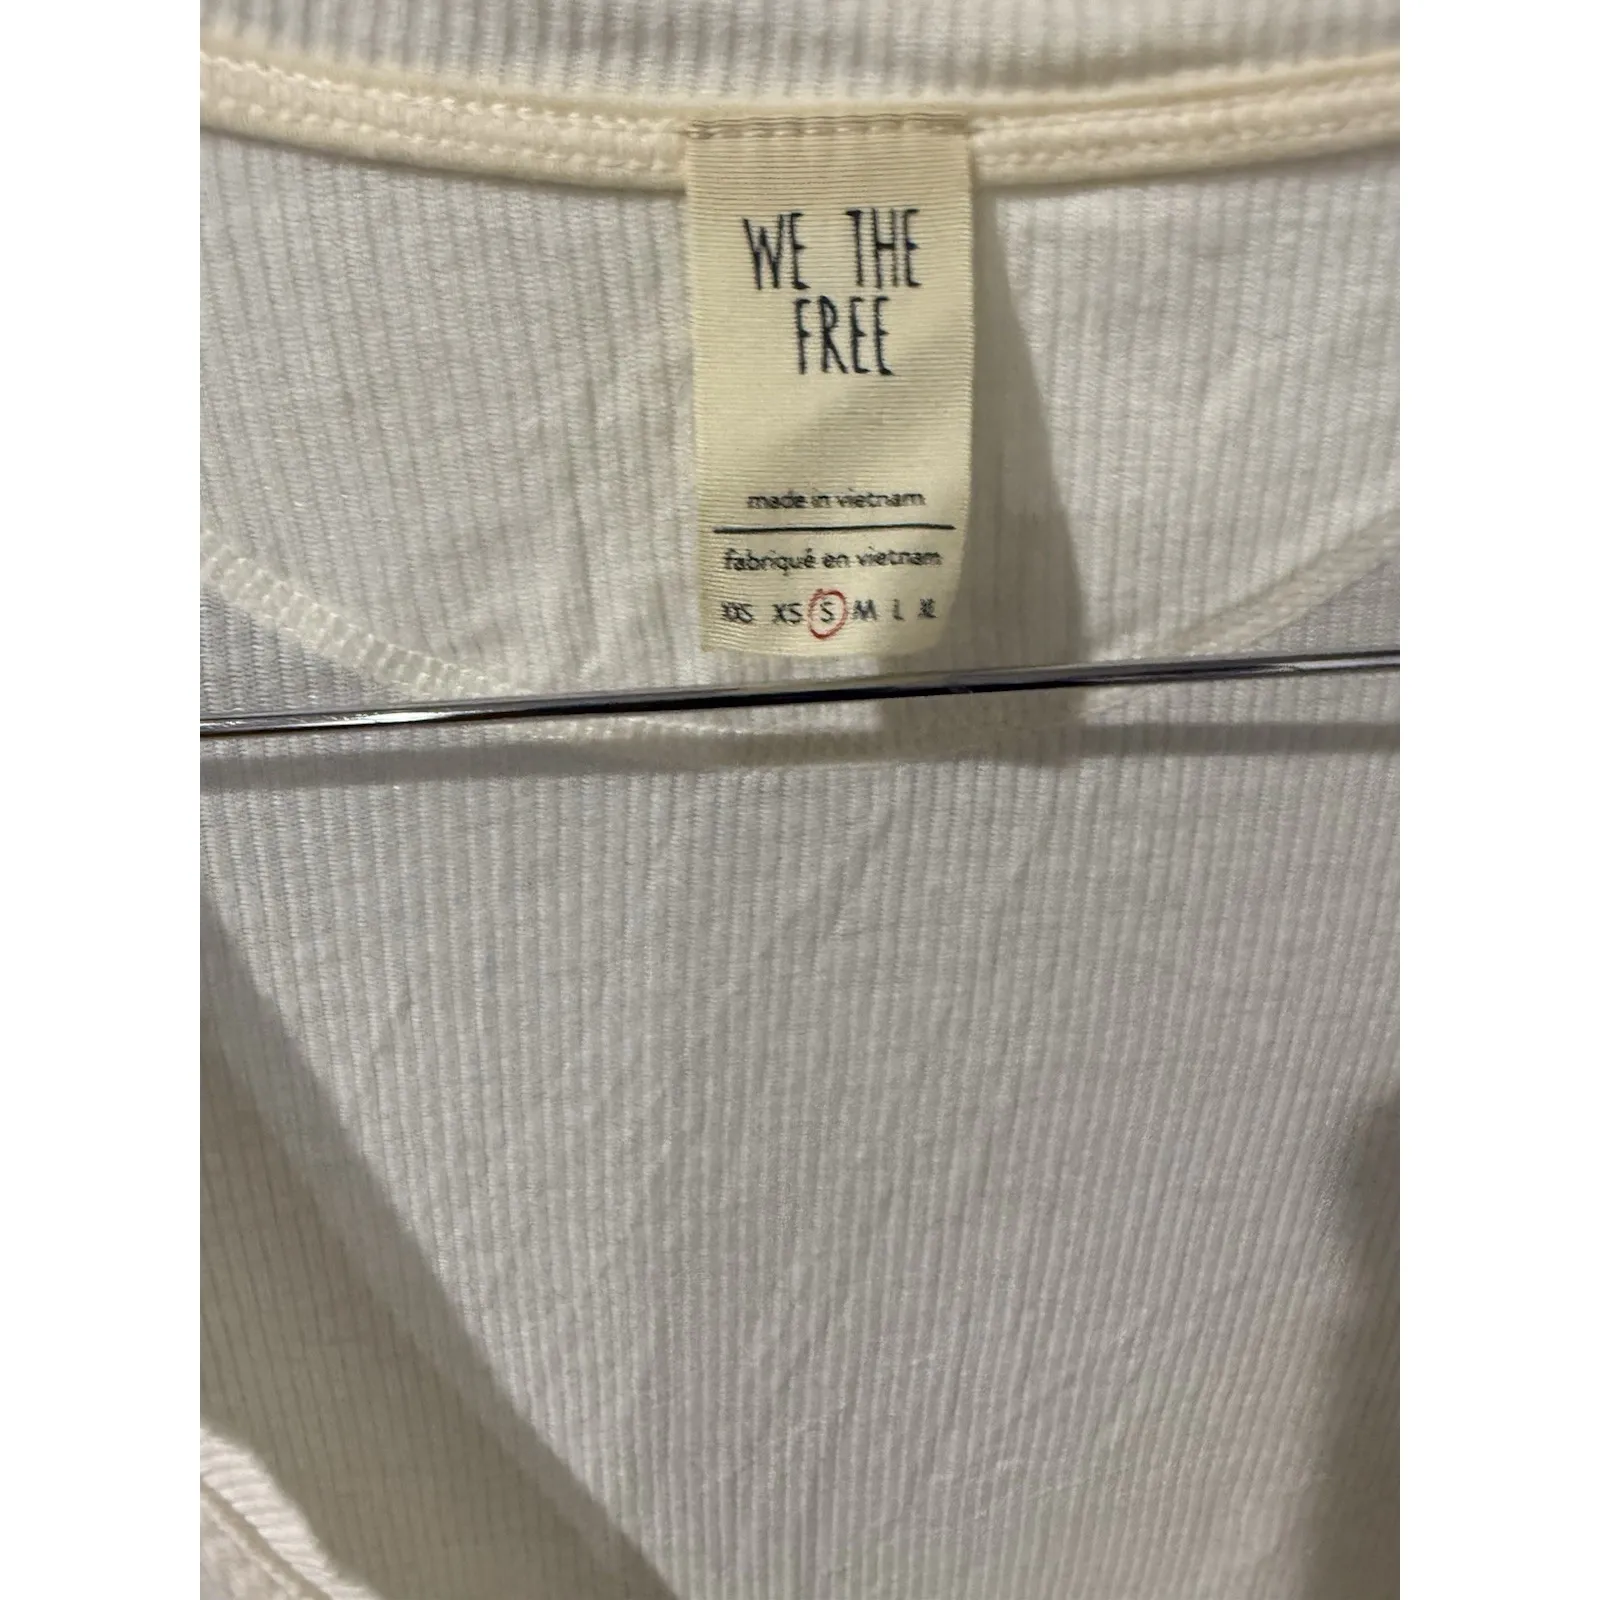 WE THE
FREE
made in vietnam
fabriqué en vietnam
XXS XS S M L XL